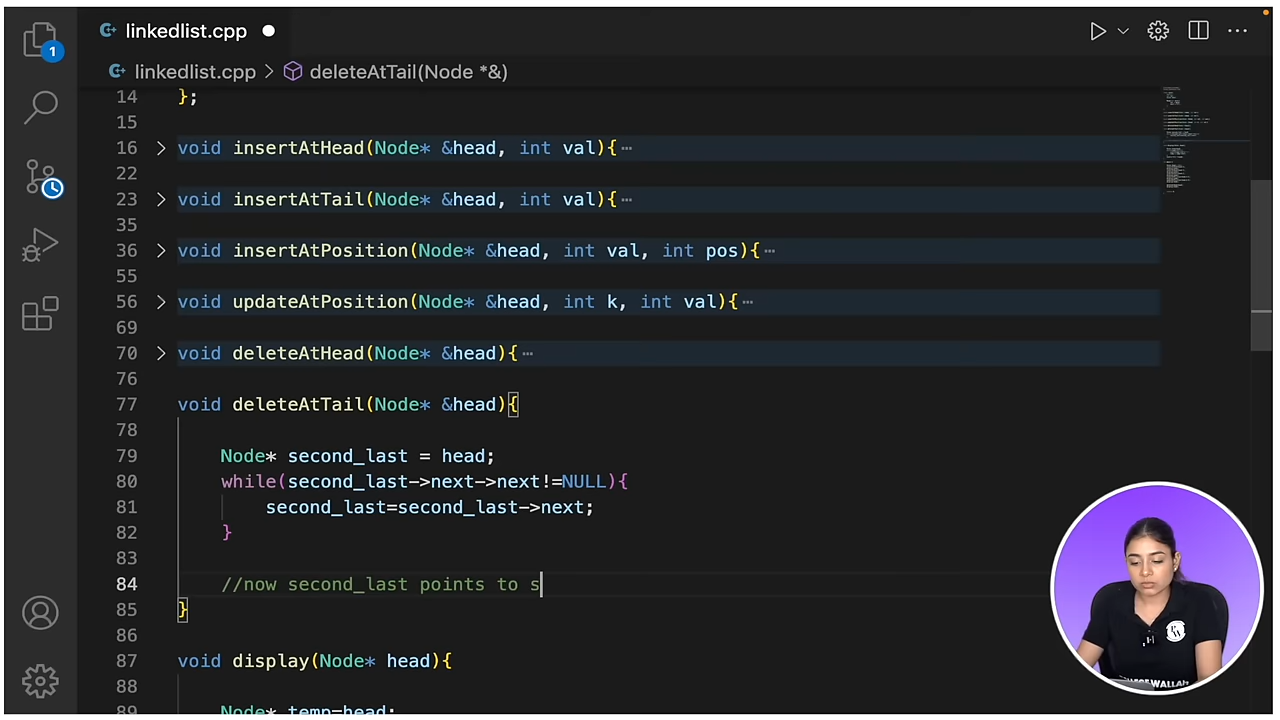 linkedlist.cpp
linkedlist.cpp > deleteAtTail(Node *&)
1
14 };
15
16 void insertAtHead(Node* &head, int val){⋯
22
23 void insertAtTail(Node* &head, int val){⋯
35
36 void insertAtPosition(Node* &head, int val, int pos){⋯
55
56 void updateAtPosition(Node* &head, int k, int val){⋯
69
70 void deleteAtHead(Node* &head){⋯
76
77 void deleteAtTail(Node* &head){
78
79 Node* second_last = head;
80 while(second_last->next->next!=NULL){
81 second_last=second_last->next;
82 }
83
84 //now second_last points to s
85 }
86
87 void display(Node* head){
88
89 Node* temp=head;
PW
WALLAH